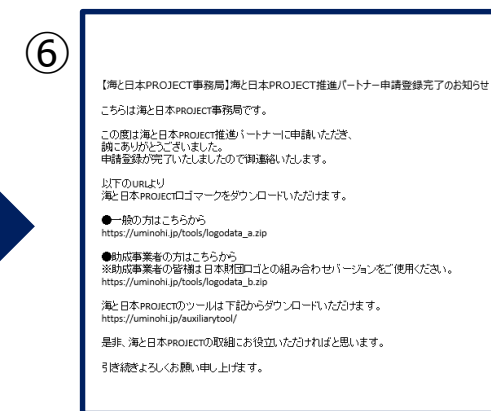 ⑥
【海と日本PROJECT事務局】海と日本PROJECT推進パートナー申請登録完了のお知らせ
こちらは海と日本PROJECT事務局です。
この度は海と日本PROJECT推進パートナーに申請いただき、
誠にありがとうございました。
申請登録が完了いたしましたので御連絡いたします。
以下のURLより
海と日本PROJECTロゴマークをダウンロードいただけます。
●一般の方はこちらから
https://uminohi.jp/tools/logodata_a.zip
●助成事業者の方はこちらから
※助成事業者の皆様は日本財団ロゴとの組み合わせバージョンをご使用ください。
https://uminohi.jp/tools/logodata_b.zip
海と日本PROJECTのツールは下記からダウンロードいただけます。
https://uminohi.jp/auxiliarytool/
是非、海と日本PROJECTの取組にお役立いただければと思います。
引き続きよろしくお願い申し上げます。